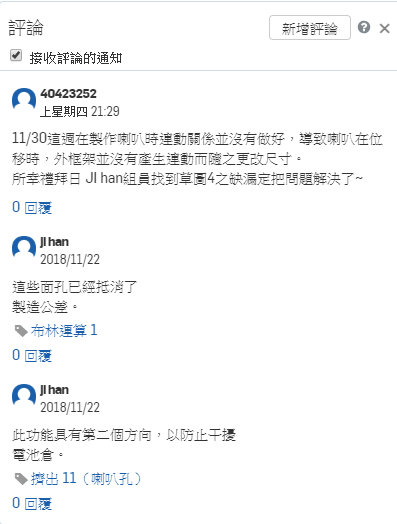 評論 新增評論
接收評論的通知
40423252
上星期四 21:29
11/30這週在製作喇叭時連動關係並沒有做好，導致喇叭在位
移時，外框架並沒有產生連動而隨之更改尺寸。
所幸禮拜日 JI han組員找到草圖4之缺漏定把問題解決了~
0 回覆
JI han
2018/11/22
這些面孔已經抵消了
製造公差。
布林運算 1
0 回覆
JI han
2018/11/22
此功能具有第二個方向，以防止干擾
電池倉。
擠出 11（喇叭孔）
0 回覆